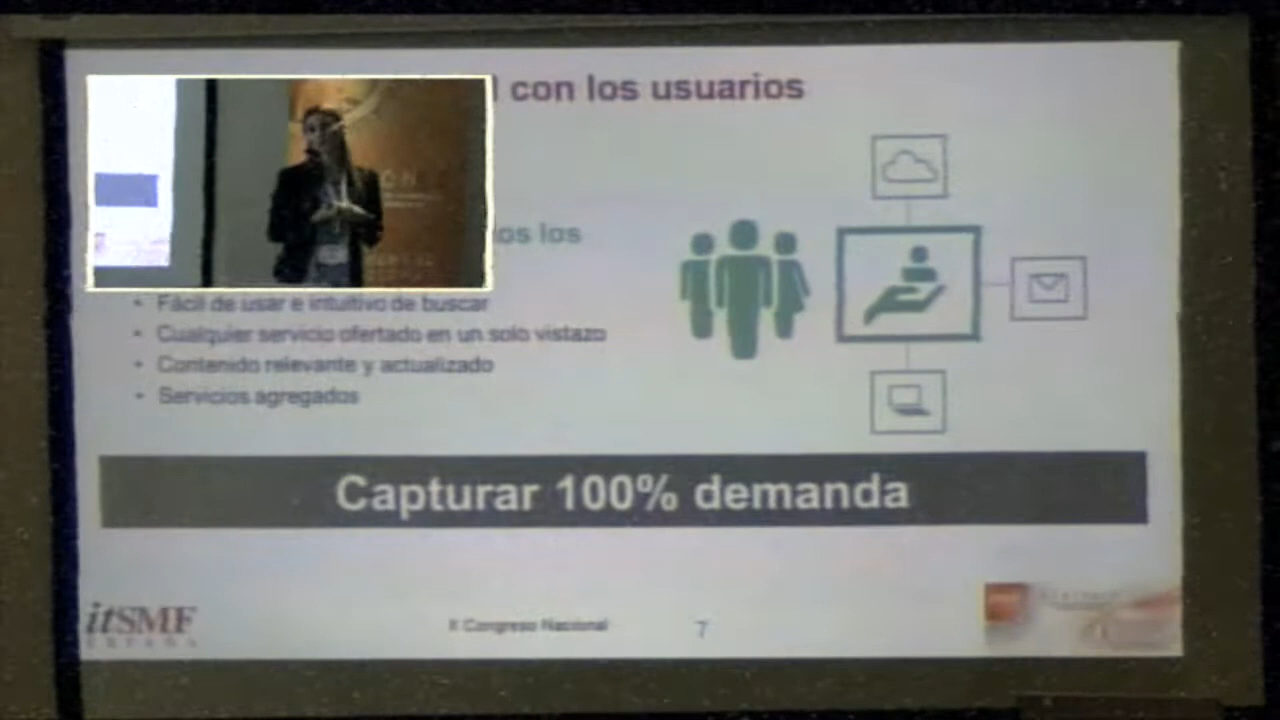 l con los usuarios
os los
• Fácil de usar e intuitivo de buscar
• Cualquier servicio ofertado en un solo vistazo
• Contenido relevante y actualizado
• Servicios agregados
Capturar 100% demanda
itSMF
ESPAÑA
II Congreso Nacional
7